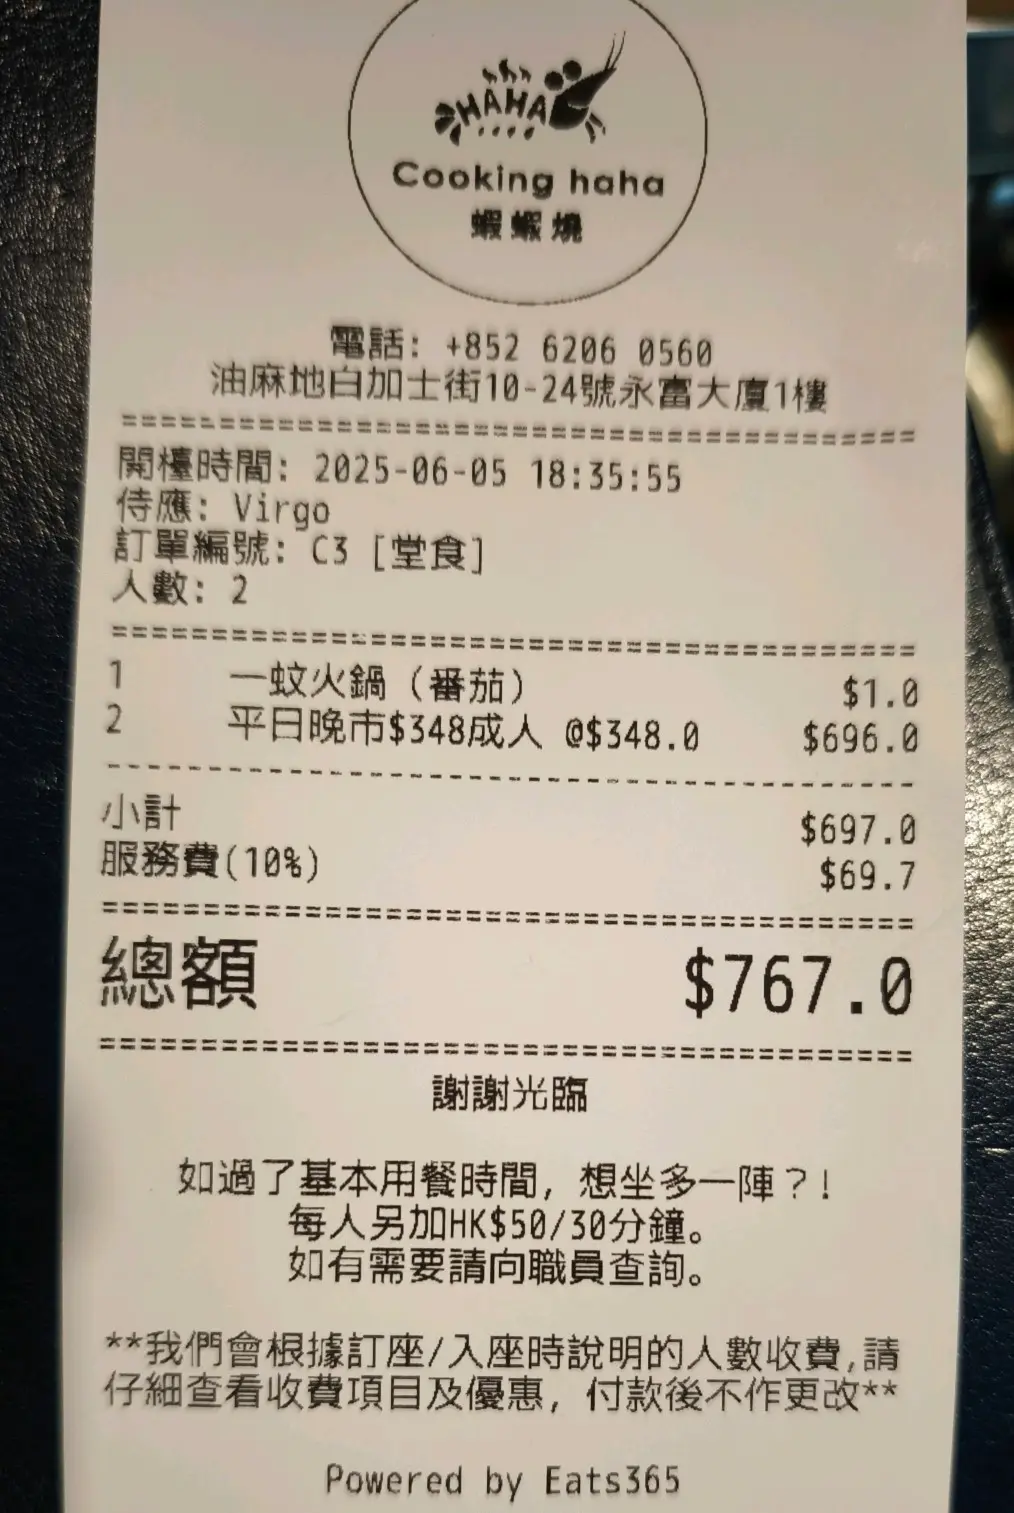 HAHA
Cooking haha
蝦蝦燒
電話: +852 6206 0560
油麻地白加士街10-24號永富大廈1樓
=========================================
開檯時間: 2025-06-05 18:35:55
侍應: Virgo
訂單編號: C3 [堂食]
人數: 2
=========================================
1 一蚊火鍋 (番茄) $1.0
2 平日晚市$348成人 @$348.0 $696.0
-----------------------------------------
小計 $697.0
服務費(10%) $69.7
=========================================
總額 $767.0
=========================================
謝謝光臨
如過了基本用餐時間, 想坐多一陣?!
每人另加HK$50/30分鐘。
如有需要請向職員查詢。
**我們會根據訂座/入座時說明的人數收費,請
仔細查看收費項目及優惠, 付款後不作更改**
Powered by Eats365